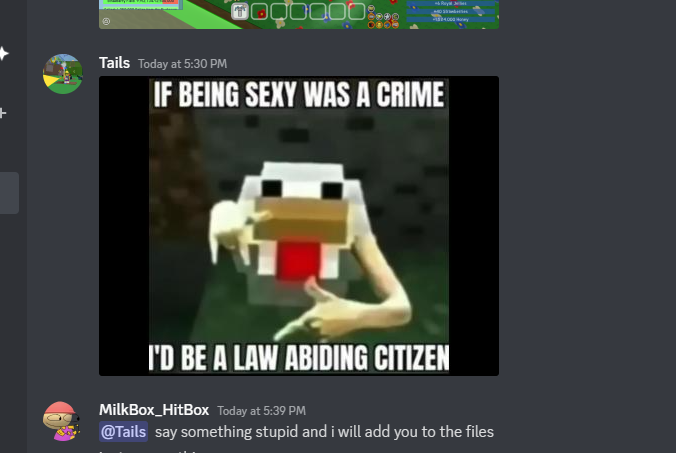 Tails Today at 5:30 PM
IF BEING SEXY WAS A CRIME
I'D BE A LAW ABIDING CITIZEN
MilkBox_HitBox Today at 5:39 PM
@Tails say something stupid and i will add you to the files